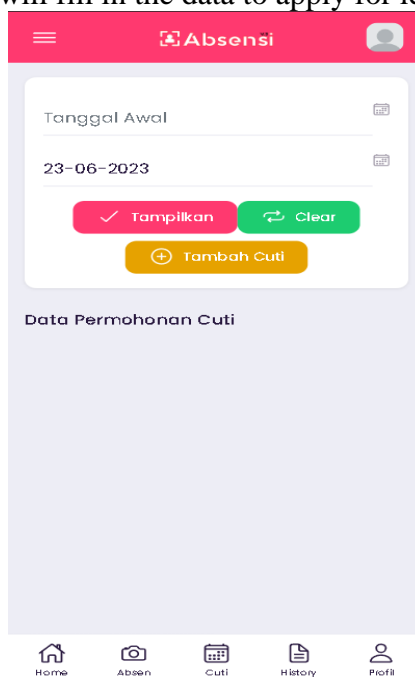 will fill in the data to apply for
Absensi
Tanggal Awal
23-06-2023
Tampilkan
Clear
Tambah Cuti
Data Permohonan Cuti
Home
Absen
Cuti
History
Profil